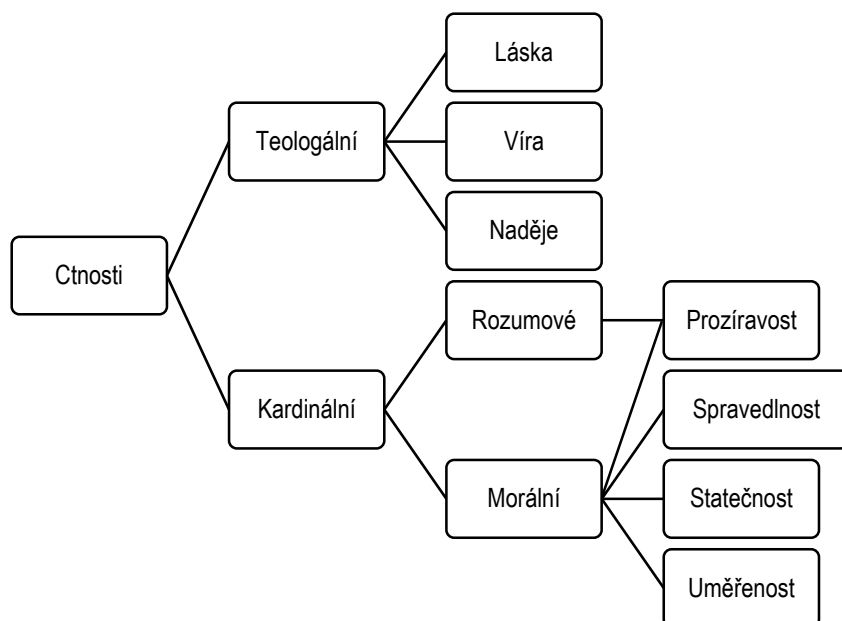 Ctnosti
Teologální
Láska
Víra
Naděje
Kardinální
Rozumové
Morální
Prozíravost
Spravedlnost
Statečnost
Uměřenost